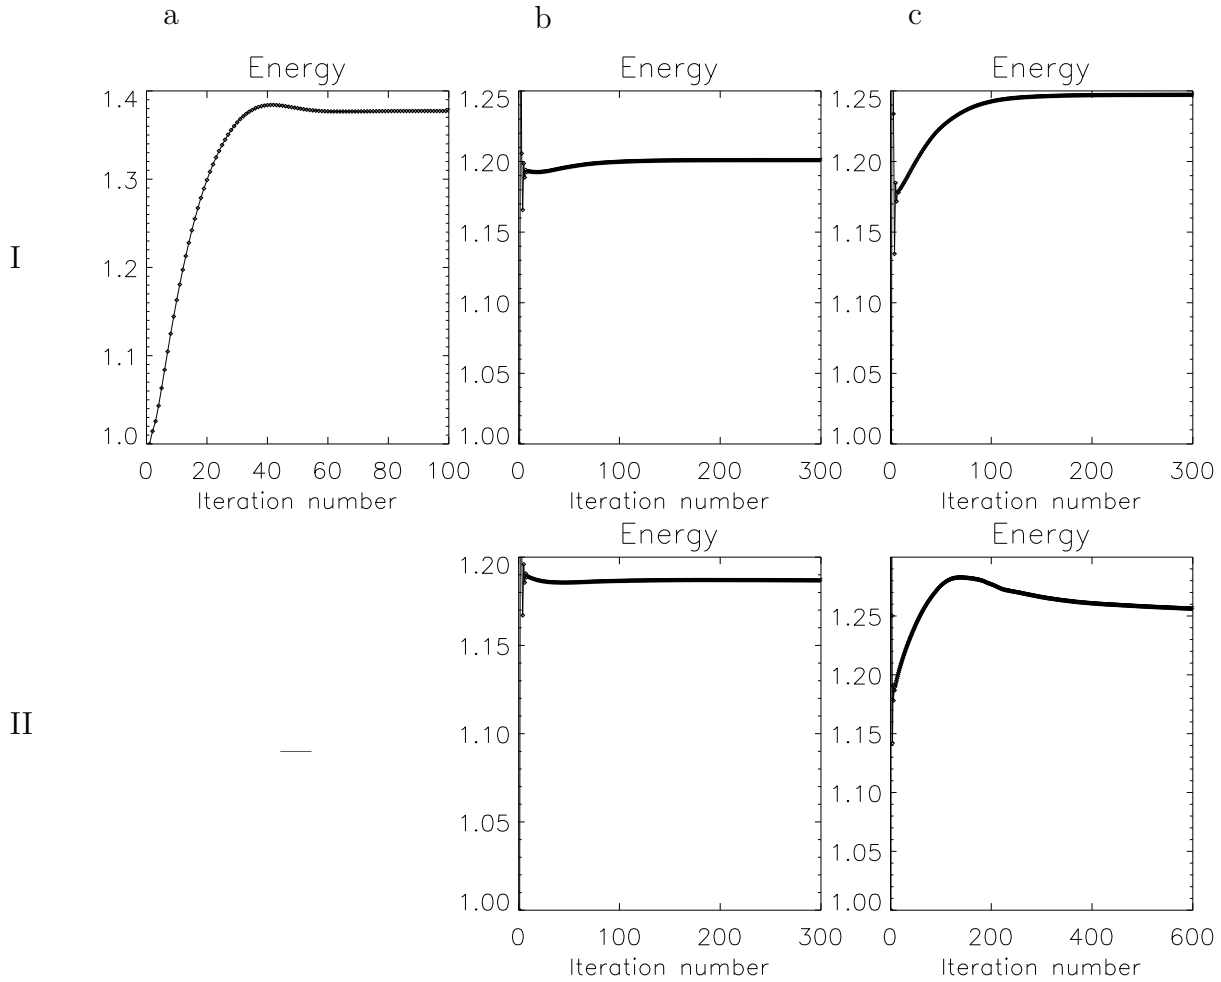 a b c
Energy Energy Energy
1.4 1.25 1.25
1.3 1.20 1.20
1.15 1.15
I
1.2 1.10 1.10
1.1 1.05 1.05
1.0 1.00 1.00
0 20 40 60 80 100 0 100 200 300 0 100 200 300
Iteration number Iteration number Iteration number
Energy Energy
1.20 1.25
1.15 1.20
II
1.10 1.15
1.05 1.10
1.00 1.05
1.00
0 100 200 300 0 200 400 600
Iteration number Iteration number